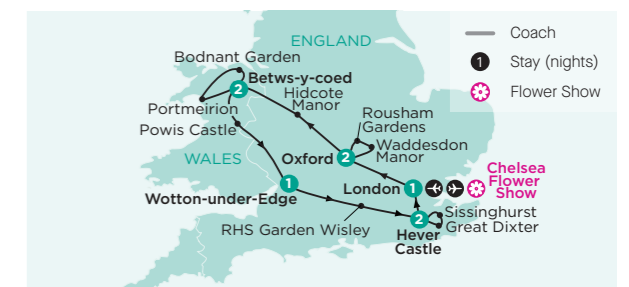 ENGLAND
Coach
1
Stay (nights)
Flower Show
Bodnant Garden
2
Betws-y-coed
Hidcote
Manor
Portmeirion
Powis Castle
Rousham
Gardens
Waddesdon
Manor
WALES
Oxford
2
1
Wotton-under-Edge
London
1
Chelsea
Flower
Show
RHS Garden Wisley
2
Hever
Castle
Sissinghurst
Great Dixter